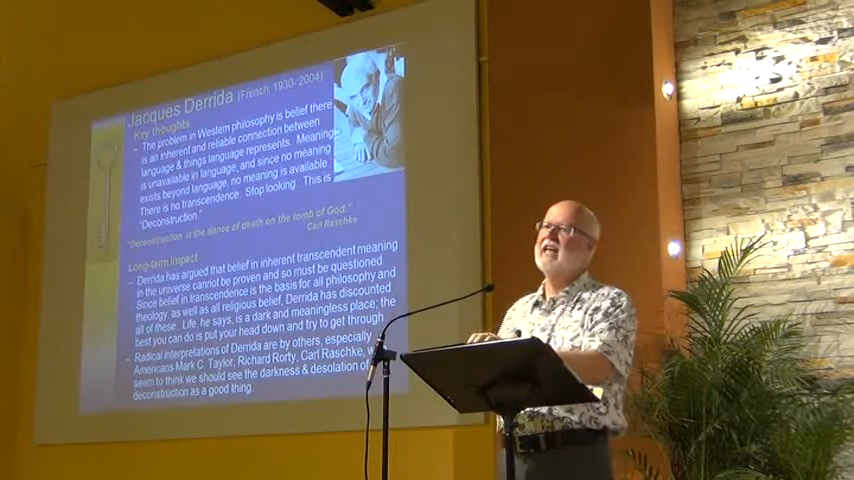 Jacques Derrida (French, 1930-2004)
Key thoughts
– The problem in Western philosophy is belief there
is an inherent and reliable connection between
language & things language represents. Meaning
is unavailable in language, and since no meaning
exists beyond language, no meaning is available.
There is no transcendence. Stop looking. This is
"Deconstruction."
"Deconstruction is the dance of death on the tomb of God."
Carl Raschke
Long-term Impact
– Derrida has argued that belief in inherent transcendent meaning
in the universe cannot be proven and so must be questioned.
Since belief in transcendence is the basis for all philosophy and
theology, as well as all religious belief, Derrida has discounted
all of these. Life, he says, is a dark and meaningless place; the
best you can do is put your head down and try to get through.
– Radical interpretations of Derrida are by others, especially
Americans Mark C. Taylor, Richard Rorty, Carl Raschke,
seem to think we should see the darkness & desolation of
deconstruction as a good thing.